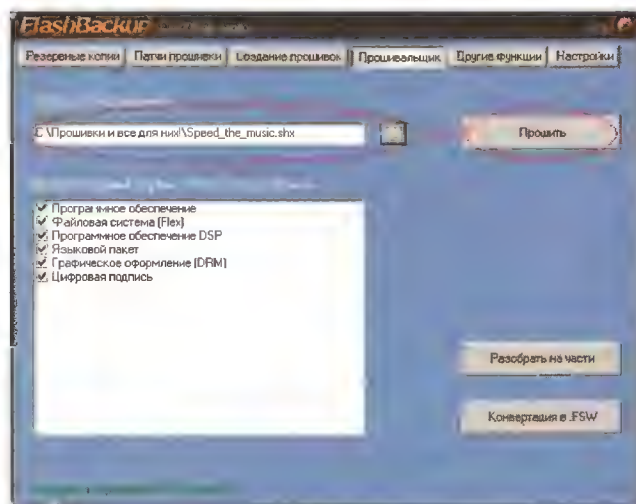 FlashBackup
Резервные копии Патчи прошивки Создание прошивок Прошивальщик Другие функции Настройки
C:\Прошивки и все для них!\Speed_the_music.shx
Прошить
Программное обеспечение
Файловая система (Flex)
Программное обеспечение DSP
Языковой пакет
Графическое оформление (DRM)
Цифровая подпись
Разобрать на части
Конвертация в .FSW